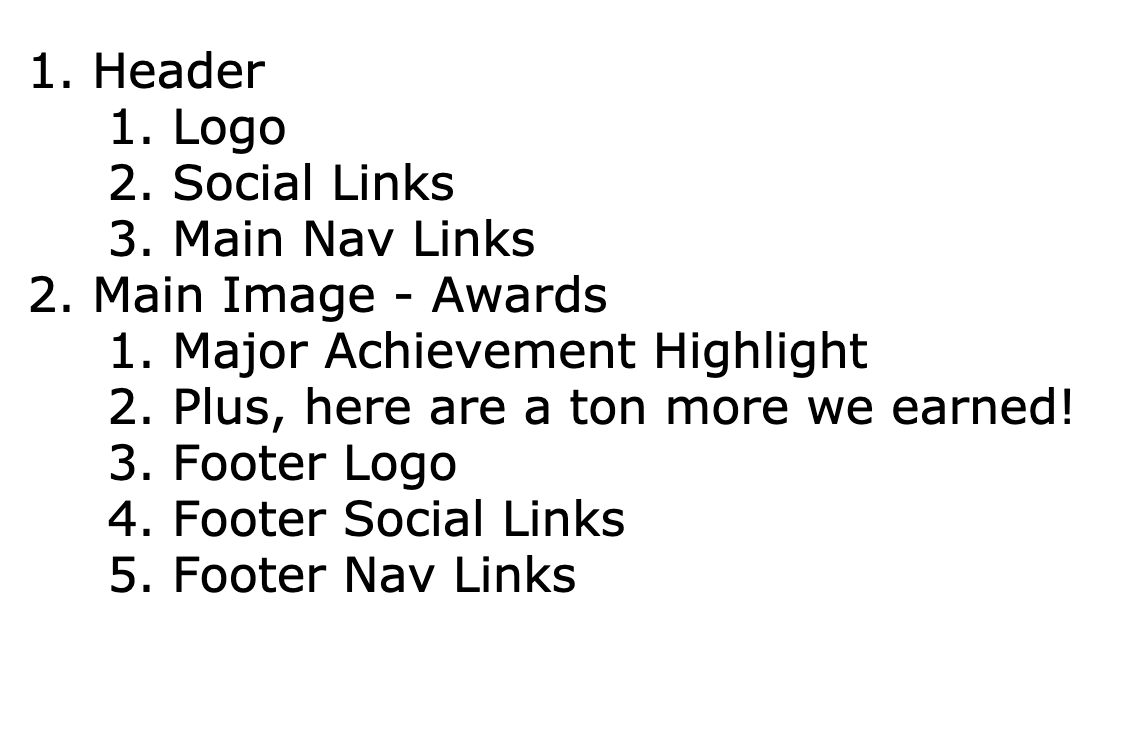 1. Header
1. Logo
2. Social Links
3. Main Nav Links
2. Main Image - Awards
1. Major Achievement Highlight
2. Plus, here are a ton more we earned!
3. Footer Logo
4. Footer Social Links
5. Footer Nav Links